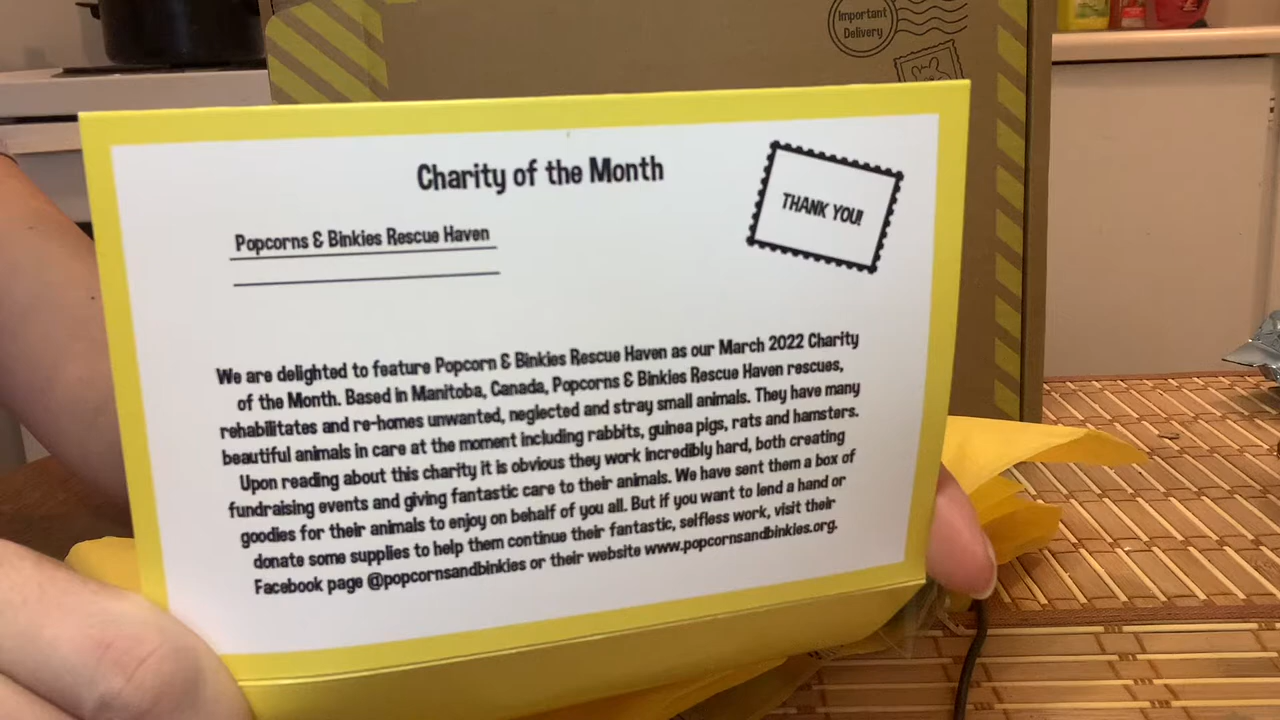 Important
Delivery
Charity of the Month
THANK YOU!
Popcorns & Binkies Rescue Haven
We are delighted to feature Popcorn & Binkies Rescue Haven as our March 2022 Charity
of the Month. Based in Manitoba, Canada, Popcorns & Binkies Rescue Haven rescues,
rehabilitates and re-homes unwanted, neglected and stray small animals. They have many
beautiful animals in care at the moment including rabbits, guinea pigs, rats and hamsters.
Upon reading about this charity it is obvious they work incredibly hard, both creating
fundraising events and giving fantastic care to their animals. We have sent them a box of
goodies for their animals to enjoy on behalf of you all. But if you want to lend a hand or
donate some supplies to help them continue their fantastic, selfless work, visit their
Facebook page @popcornsandbinkies or their website www.popcornsandbinkies.org.